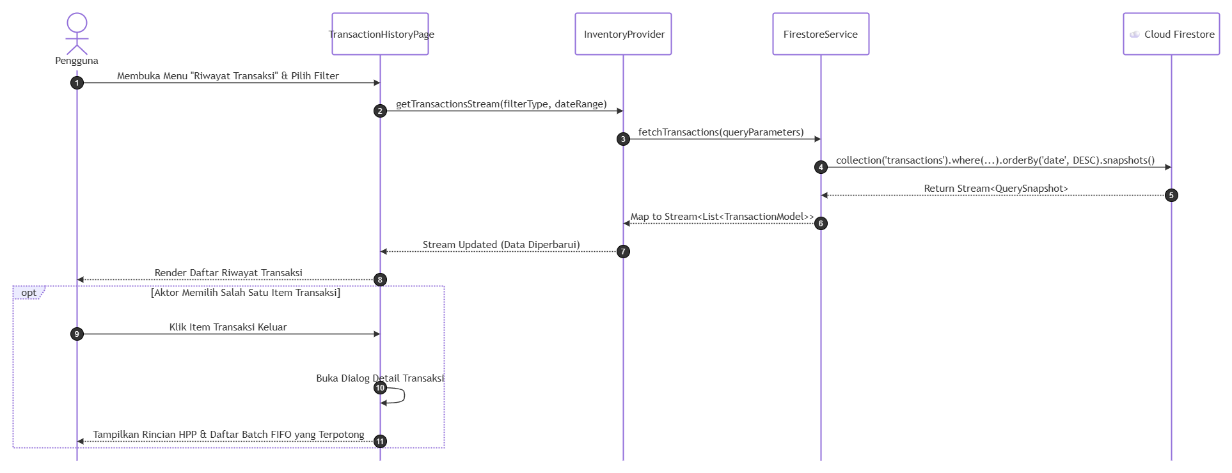 TransactionHistoryPage
InventoryProvider
FirestoreService
Cloud Firestore
Pengguna
1 Membuka Menu "Riwayat Transaksi" & Pilih Filter
2 getTransactionsStream(filterType, dateRange)
3 fetchTransactions(queryParameters)
4 collection('transactions').where(...).orderBy('date', DESC).snapshots()
Return Stream<QuerySnapshot> 5
Map to Stream<List<TransactionModel>> 6
Stream Updated (Data Diperbarui) 7
Render Daftar Riwayat Transaksi 8
opt [Aktor Memilih Salah Satu Item Transaksi]
9 Klik Item Transaksi Keluar
Buka Dialog Detail Transaksi
10
Tampilkan Rincian HPP & Daftar Batch FIFO yang Terpotong 11